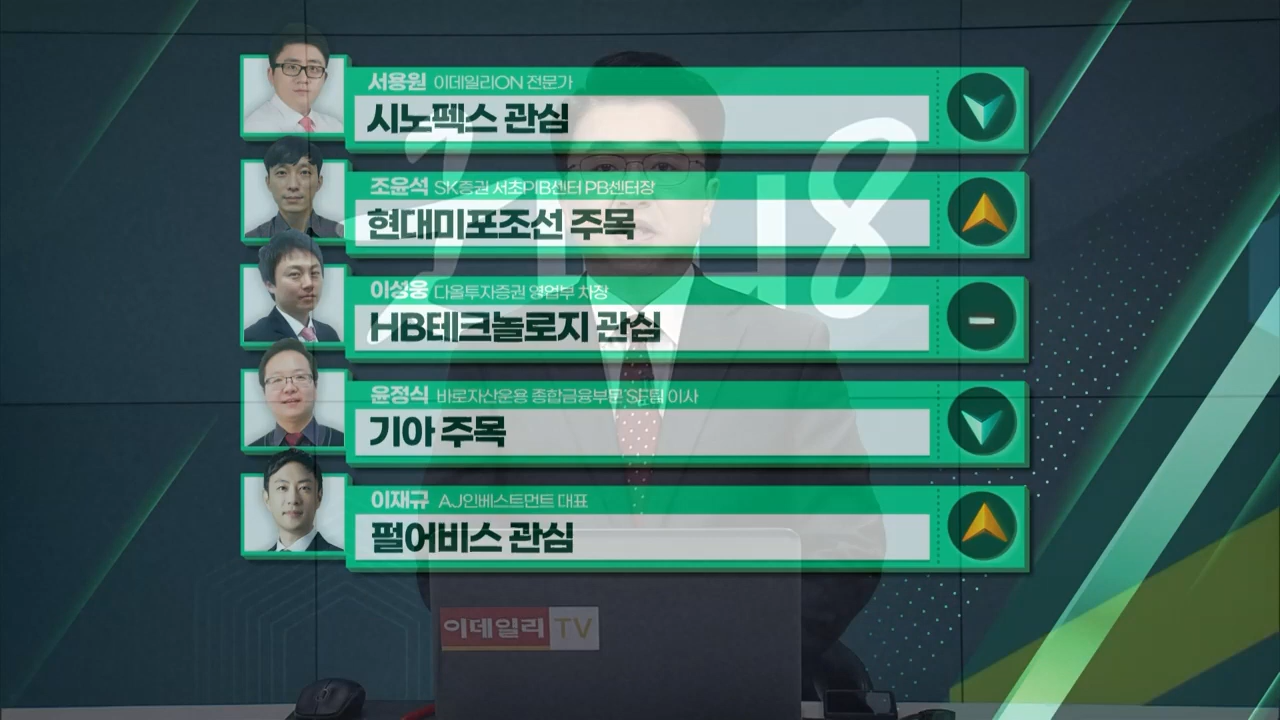 서용원 이데일리ON 전문가
시노펙스 관심
조윤석 SK증권 서초PIB센터 PB센터장
현대미포조선 주목
이성웅 다올투자증권 영업부 차장
HB테크놀로지 관심
윤정식 바로자산운용 종합금융부문 SF팀 이사
기아 주목
이재규 AJ인베스트먼트 대표
펄어비스 관심
18
이데일리 TV